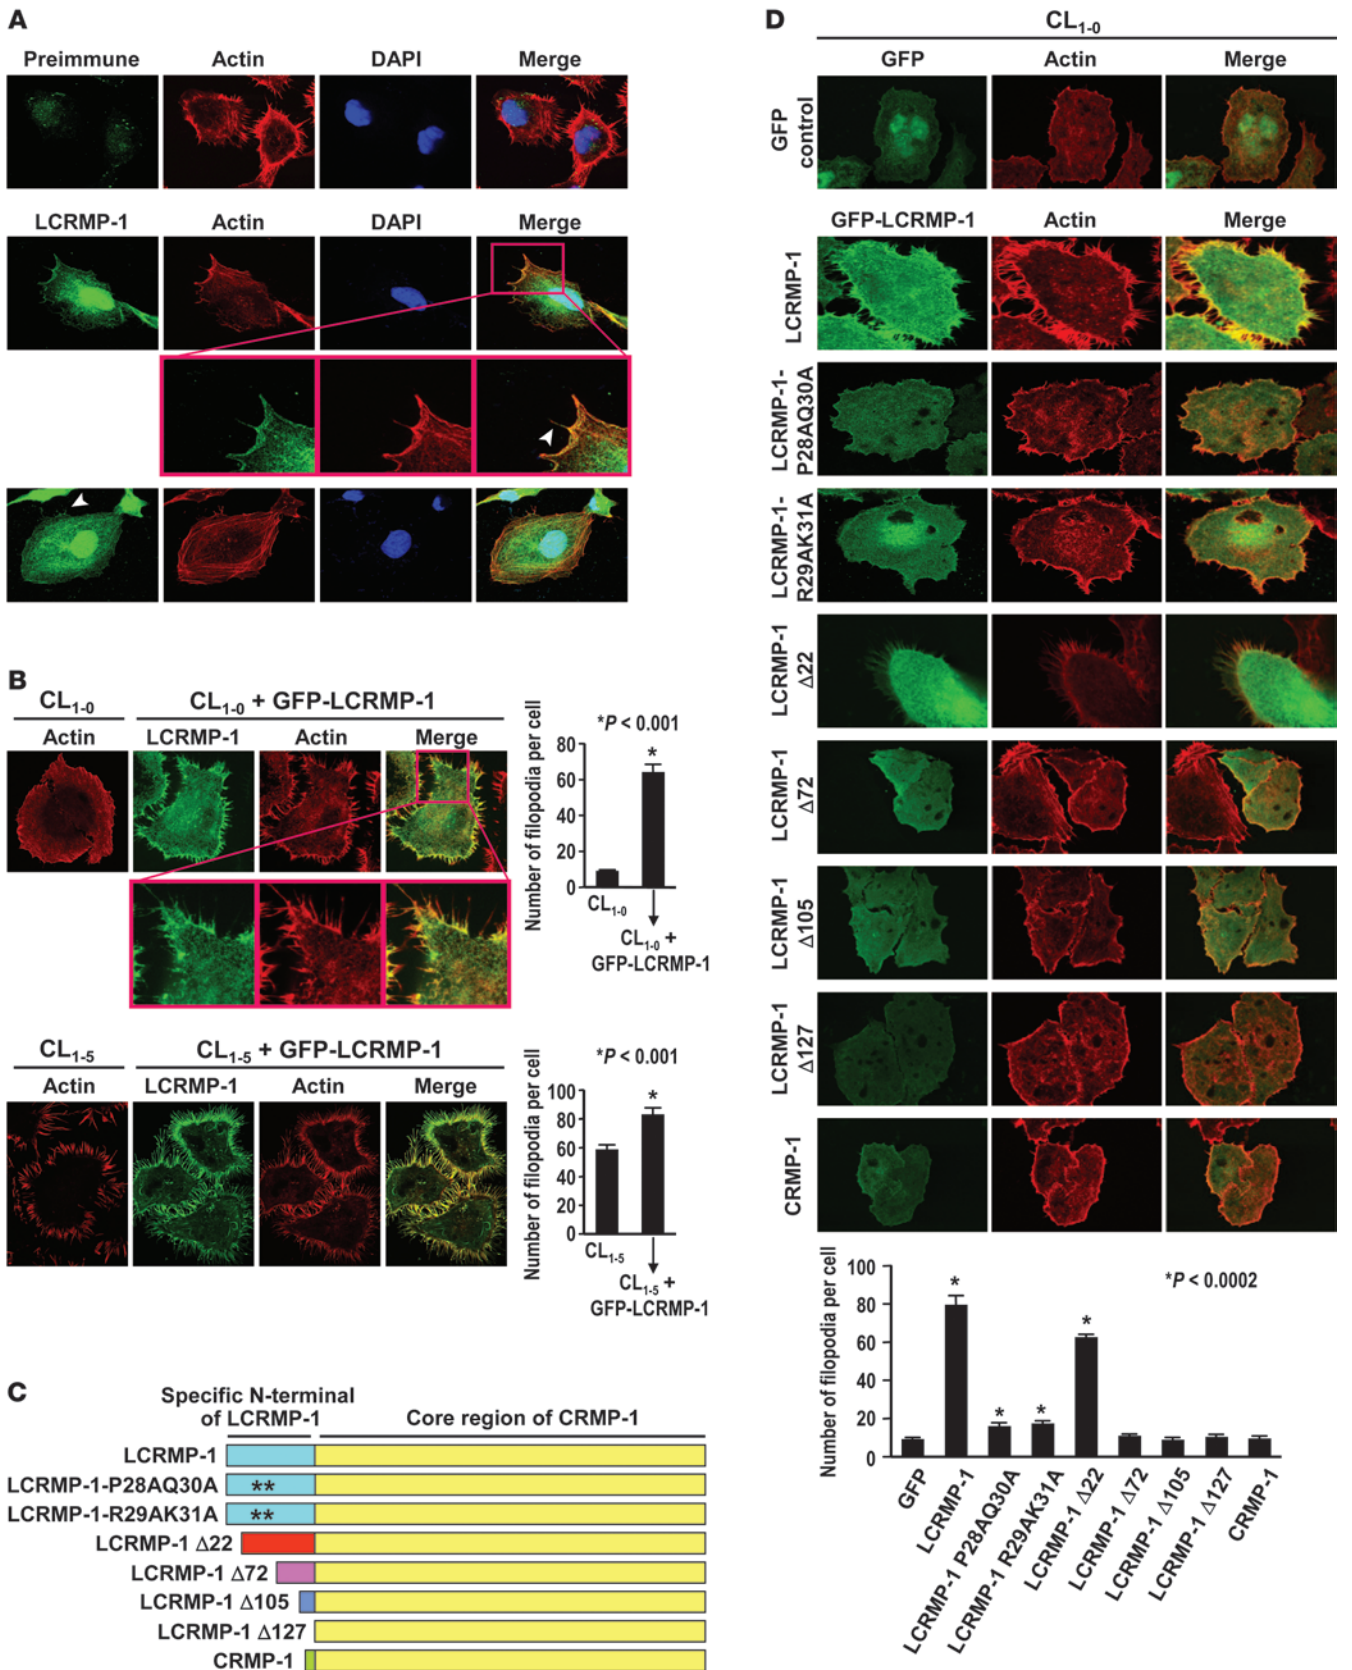 A
Preimmune Actin DAPI Merge
LCRMP-1 Actin DAPI Merge
B
CL1-0 CL1-0 + GFP-LCRMP-1
Actin LCRMP-1 Actin Merge
*P < 0.001
Number of filopodia per cell
80
60
40
20
0
*
CL1-0
CL1-0 +
GFP-LCRMP-1
CL1-5 CL1-5 + GFP-LCRMP-1
Actin LCRMP-1 Actin Merge
*P < 0.001
Number of filopodia per cell
100
80
60
40
20
0
*
CL1-5
CL1-5 +
GFP-LCRMP-1
C
Specific N-terminal
of LCRMP-1
Core region of CRMP-1
LCRMP-1
LCRMP-1-P28AQ30A **
LCRMP-1-R29AK31A **
LCRMP-1 Δ22
LCRMP-1 Δ72
LCRMP-1 Δ105
LCRMP-1 Δ127
CRMP-1
D
CL1-0
GFP Actin Merge
GFP
control
GFP-LCRMP-1 Actin Merge
LCRMP-1
LCRMP-1-
P28AQ30A
LCRMP-1-
R29AK31A
LCRMP-1
Δ22
LCRMP-1
Δ72
LCRMP-1
Δ105
LCRMP-1
Δ127
CRMP-1
Number of filopodia per cell
100
80
60
40
20
0
*P < 0.0002
* * * *
GFP
LCRMP-1
LCRMP-1 P28AQ30A
LCRMP-1 R29AK31A
LCRMP-1 Δ22
LCRMP-1 Δ72
LCRMP-1 Δ105
LCRMP-1 Δ127
CRMP-1